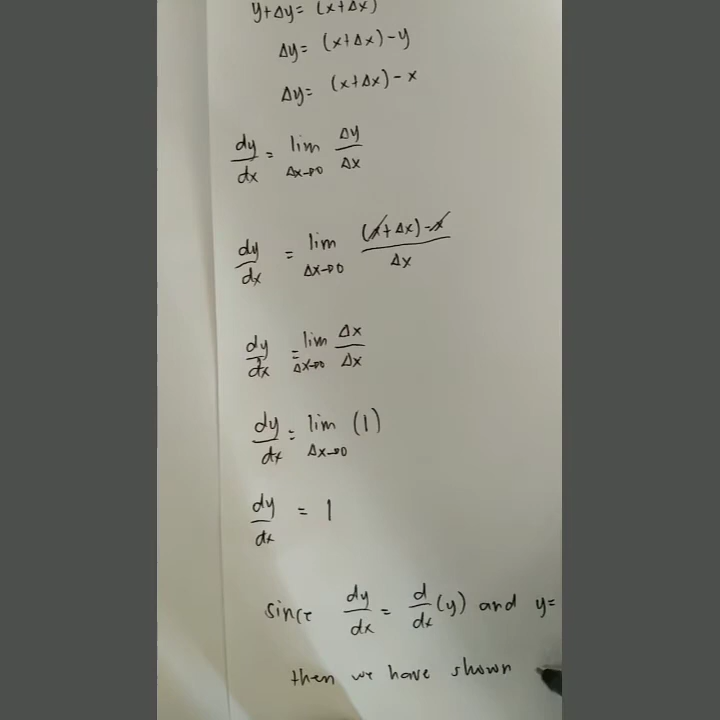 y+Δy= (x+Δx)
Δy= (x+Δx)-y
Δy= (x+Δx)-x
dy/dx = lim Δx→0 Δy/Δx
dy/dx = lim Δx→0 (x+Δx)-x/Δx
dy/dx = lim Δx→0 Δx/Δx
dy/dx = lim Δx→0 (1)
dy/dx = 1
since dy/dx = d/dx (y) and y=
then we have shown